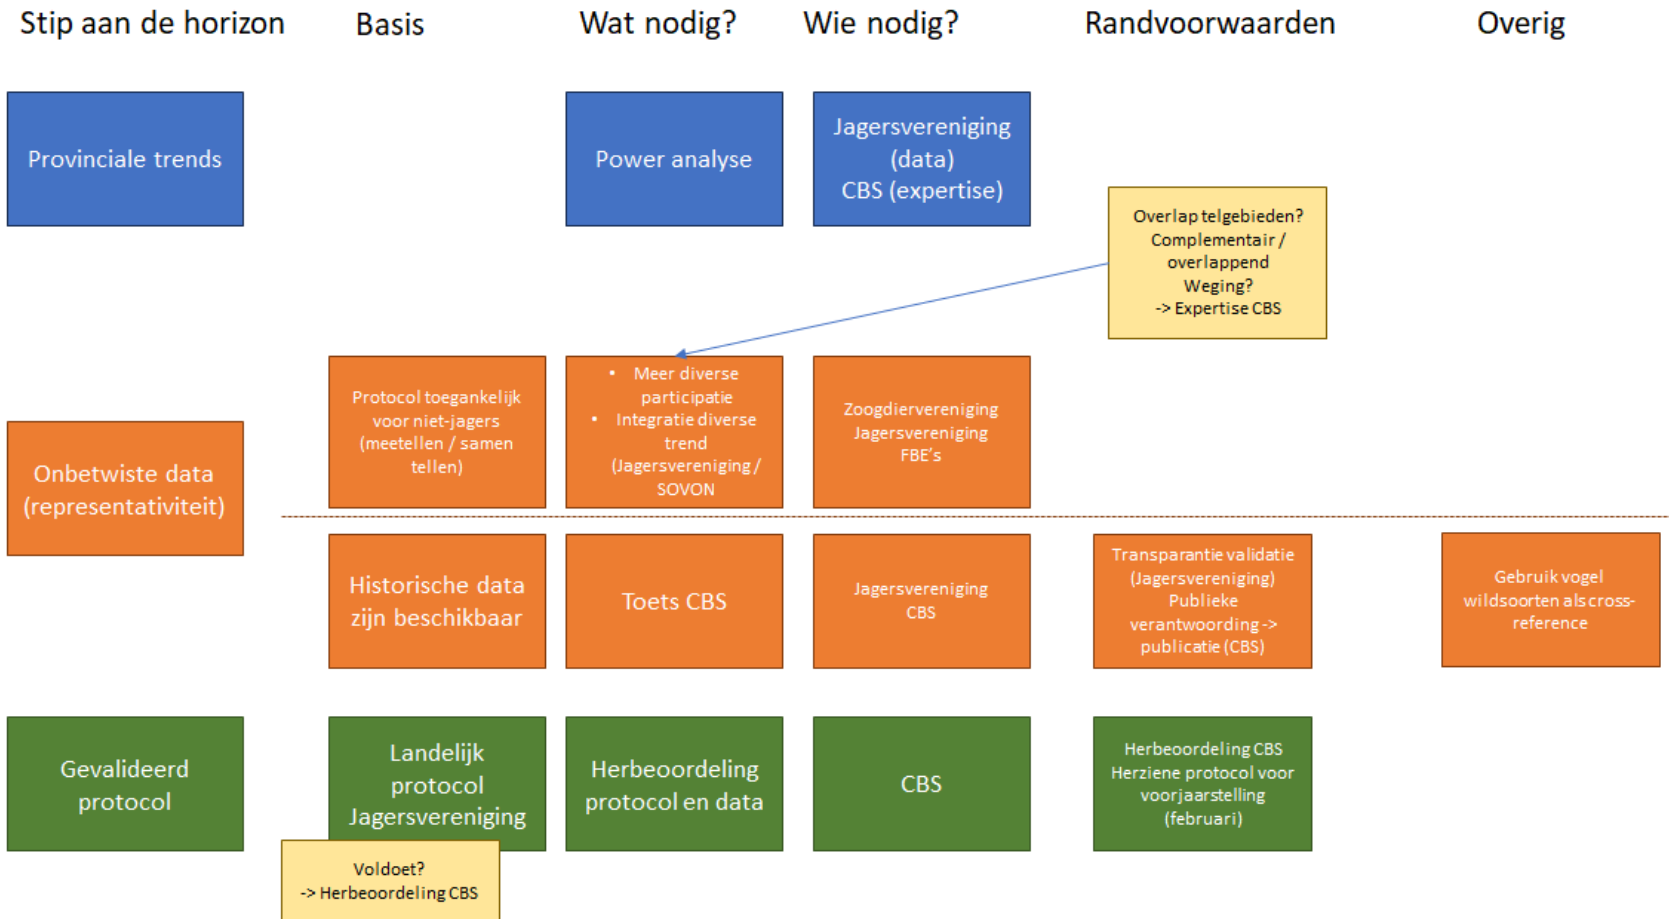 Stip aan de horizon
Basis
Wat nodig?
Wie nodig?
Randvoorwaarden
Overig
Provinciale trends
Power analyse
Jagersvereniging
(data)
CBS (expertise)
Overlap telgebieden?
Complementair /
overlappend
Weging?
-> Expertise CBS
Onbetwiste data
(representativiteit)
Protocol toegankelijk
voor niet-jagers
(meetellen / samen
tellen)
• Meer diverse
participatie
• Integratie diverse
trend
(Jagersvereniging /
SOVON
Zoogdiervereniging
Jagersvereniging
FBE's
Historische data
zijn beschikbaar
Toets CBS
Jagersvereniging
CBS
Transparantie validatie
(Jagersvereniging)
Publieke
verantwoording ->
publicatie (CBS)
Gebruik vogel
wildsoorten als cross-
reference
Gevalideerd
protocol
Landelijk
protocol
Jagersvereniging
Voldoet?
-> Herbeoordeling CBS
Herbeoordeling
protocol en data
CBS
Herbeoordeling CBS
Herziene protocol voor
voorjaarstelling
(februari)